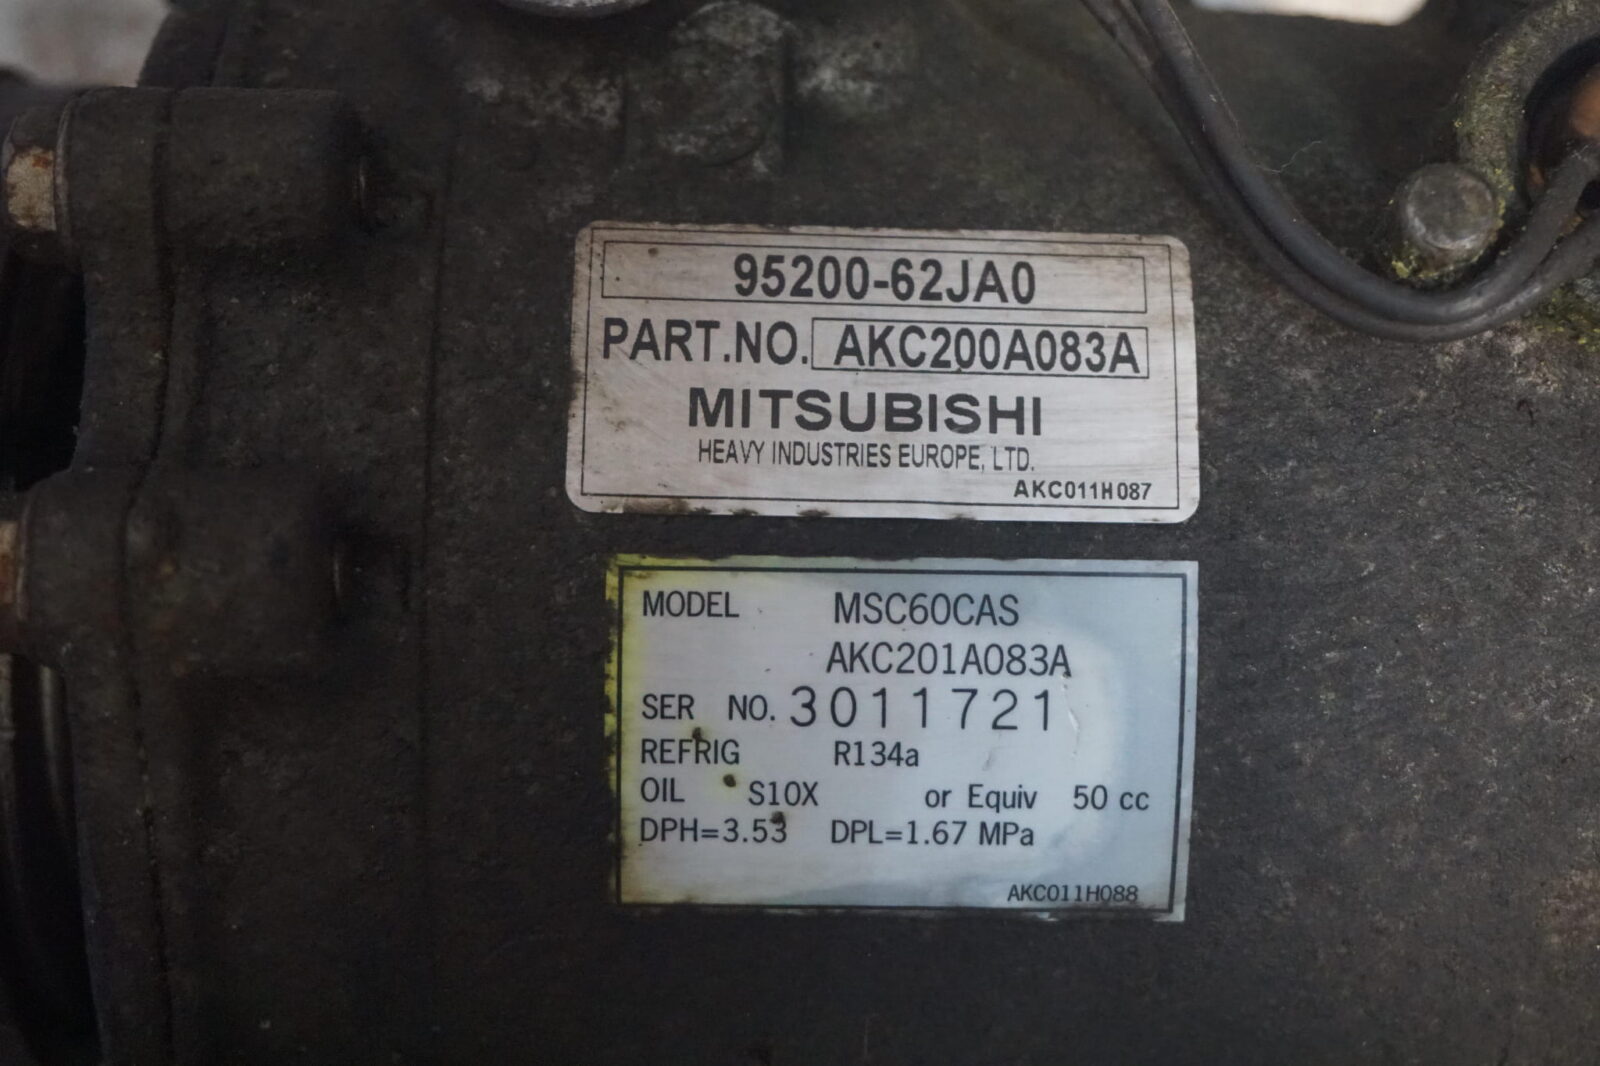 95200-62JA0
PART.NO. AKC200A083A
MITSUBISHI
HEAVY INDUSTRIES EUROPE, LTD.
AKC011H087
MODEL MSC60CAS
AKC201A083A
SER NO. 3011721
REFRIG R134a
OIL S10X or Equiv 50 cc
DPH=3.53 DPL=1.67 MPa
AKC011H088